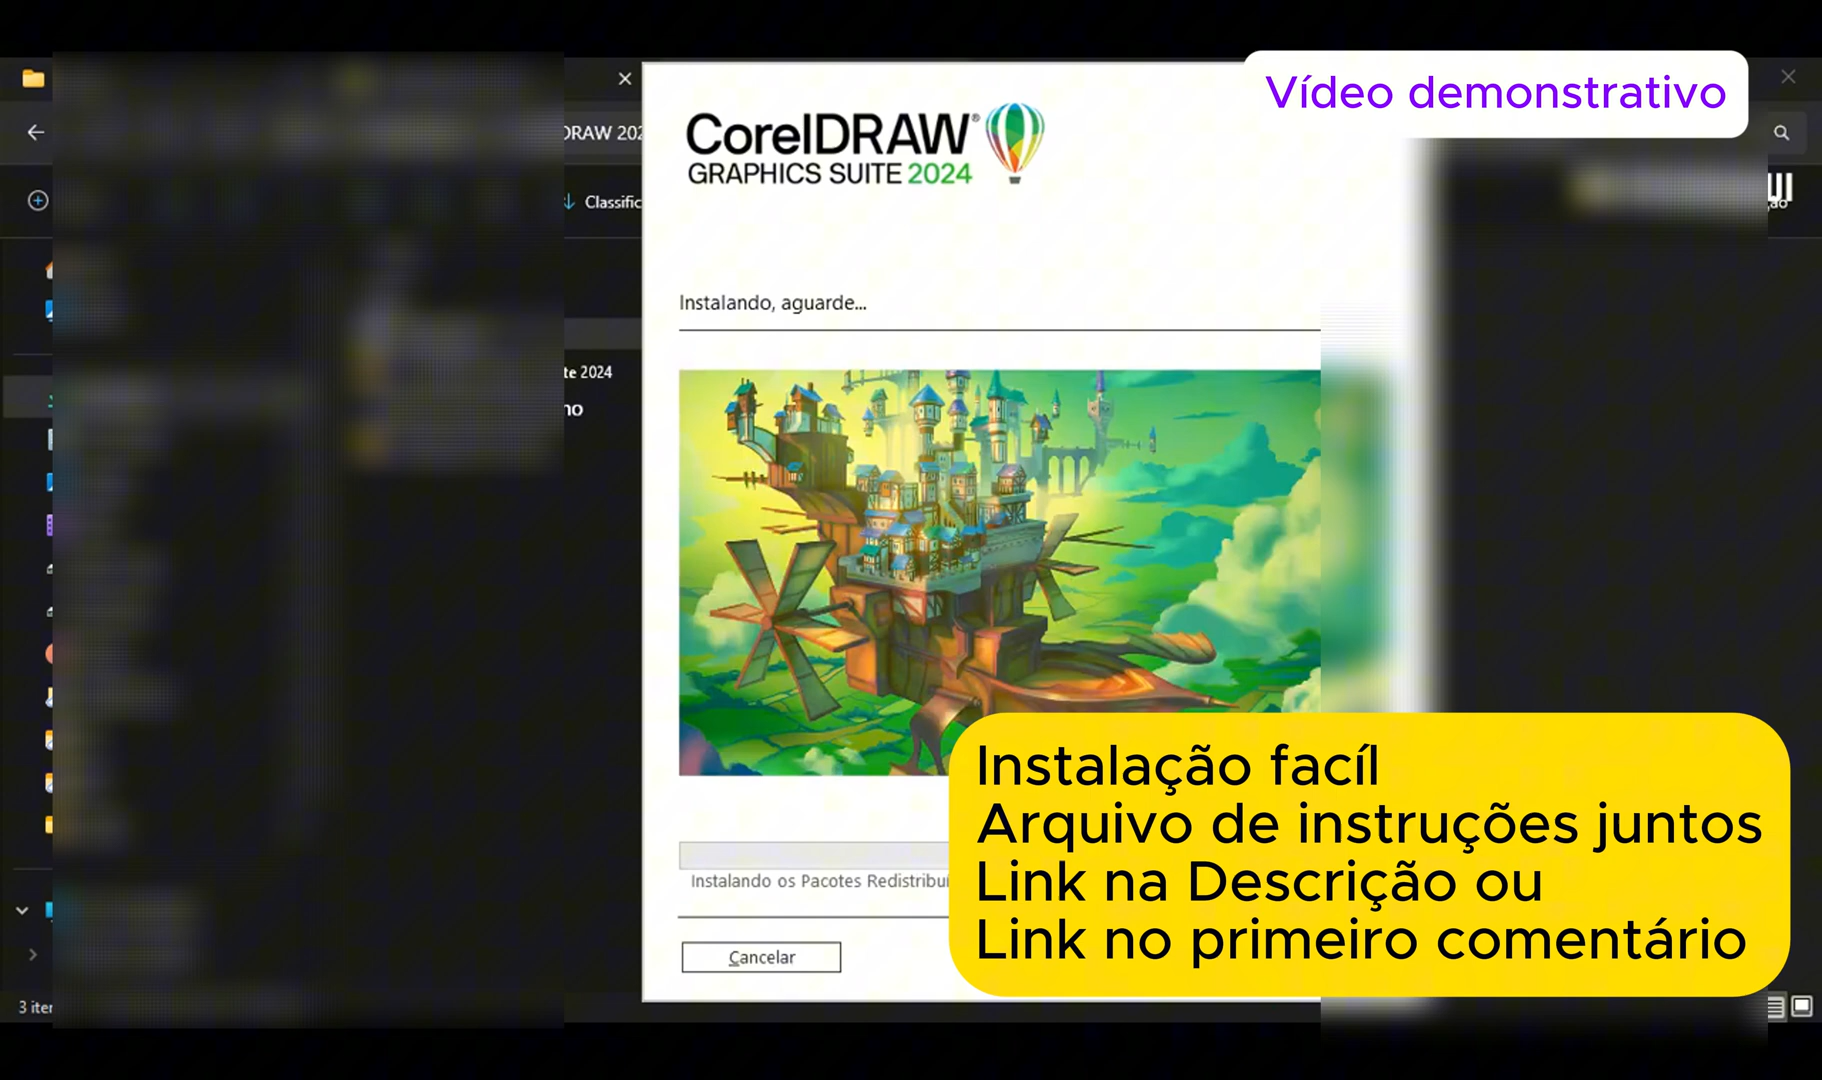 Vídeo demonstrativo
DRAW 202
Classific
CorelDRAW®
GRAPHICS SUITE 2024
Instalando, aguarde...
te 2024
no
Instalando os Pacotes Redistribu
Cancelar
Instalação facíl
Arquivo de instruções juntos
Link na Descrição ou
Link no primeiro comentário
3 iter